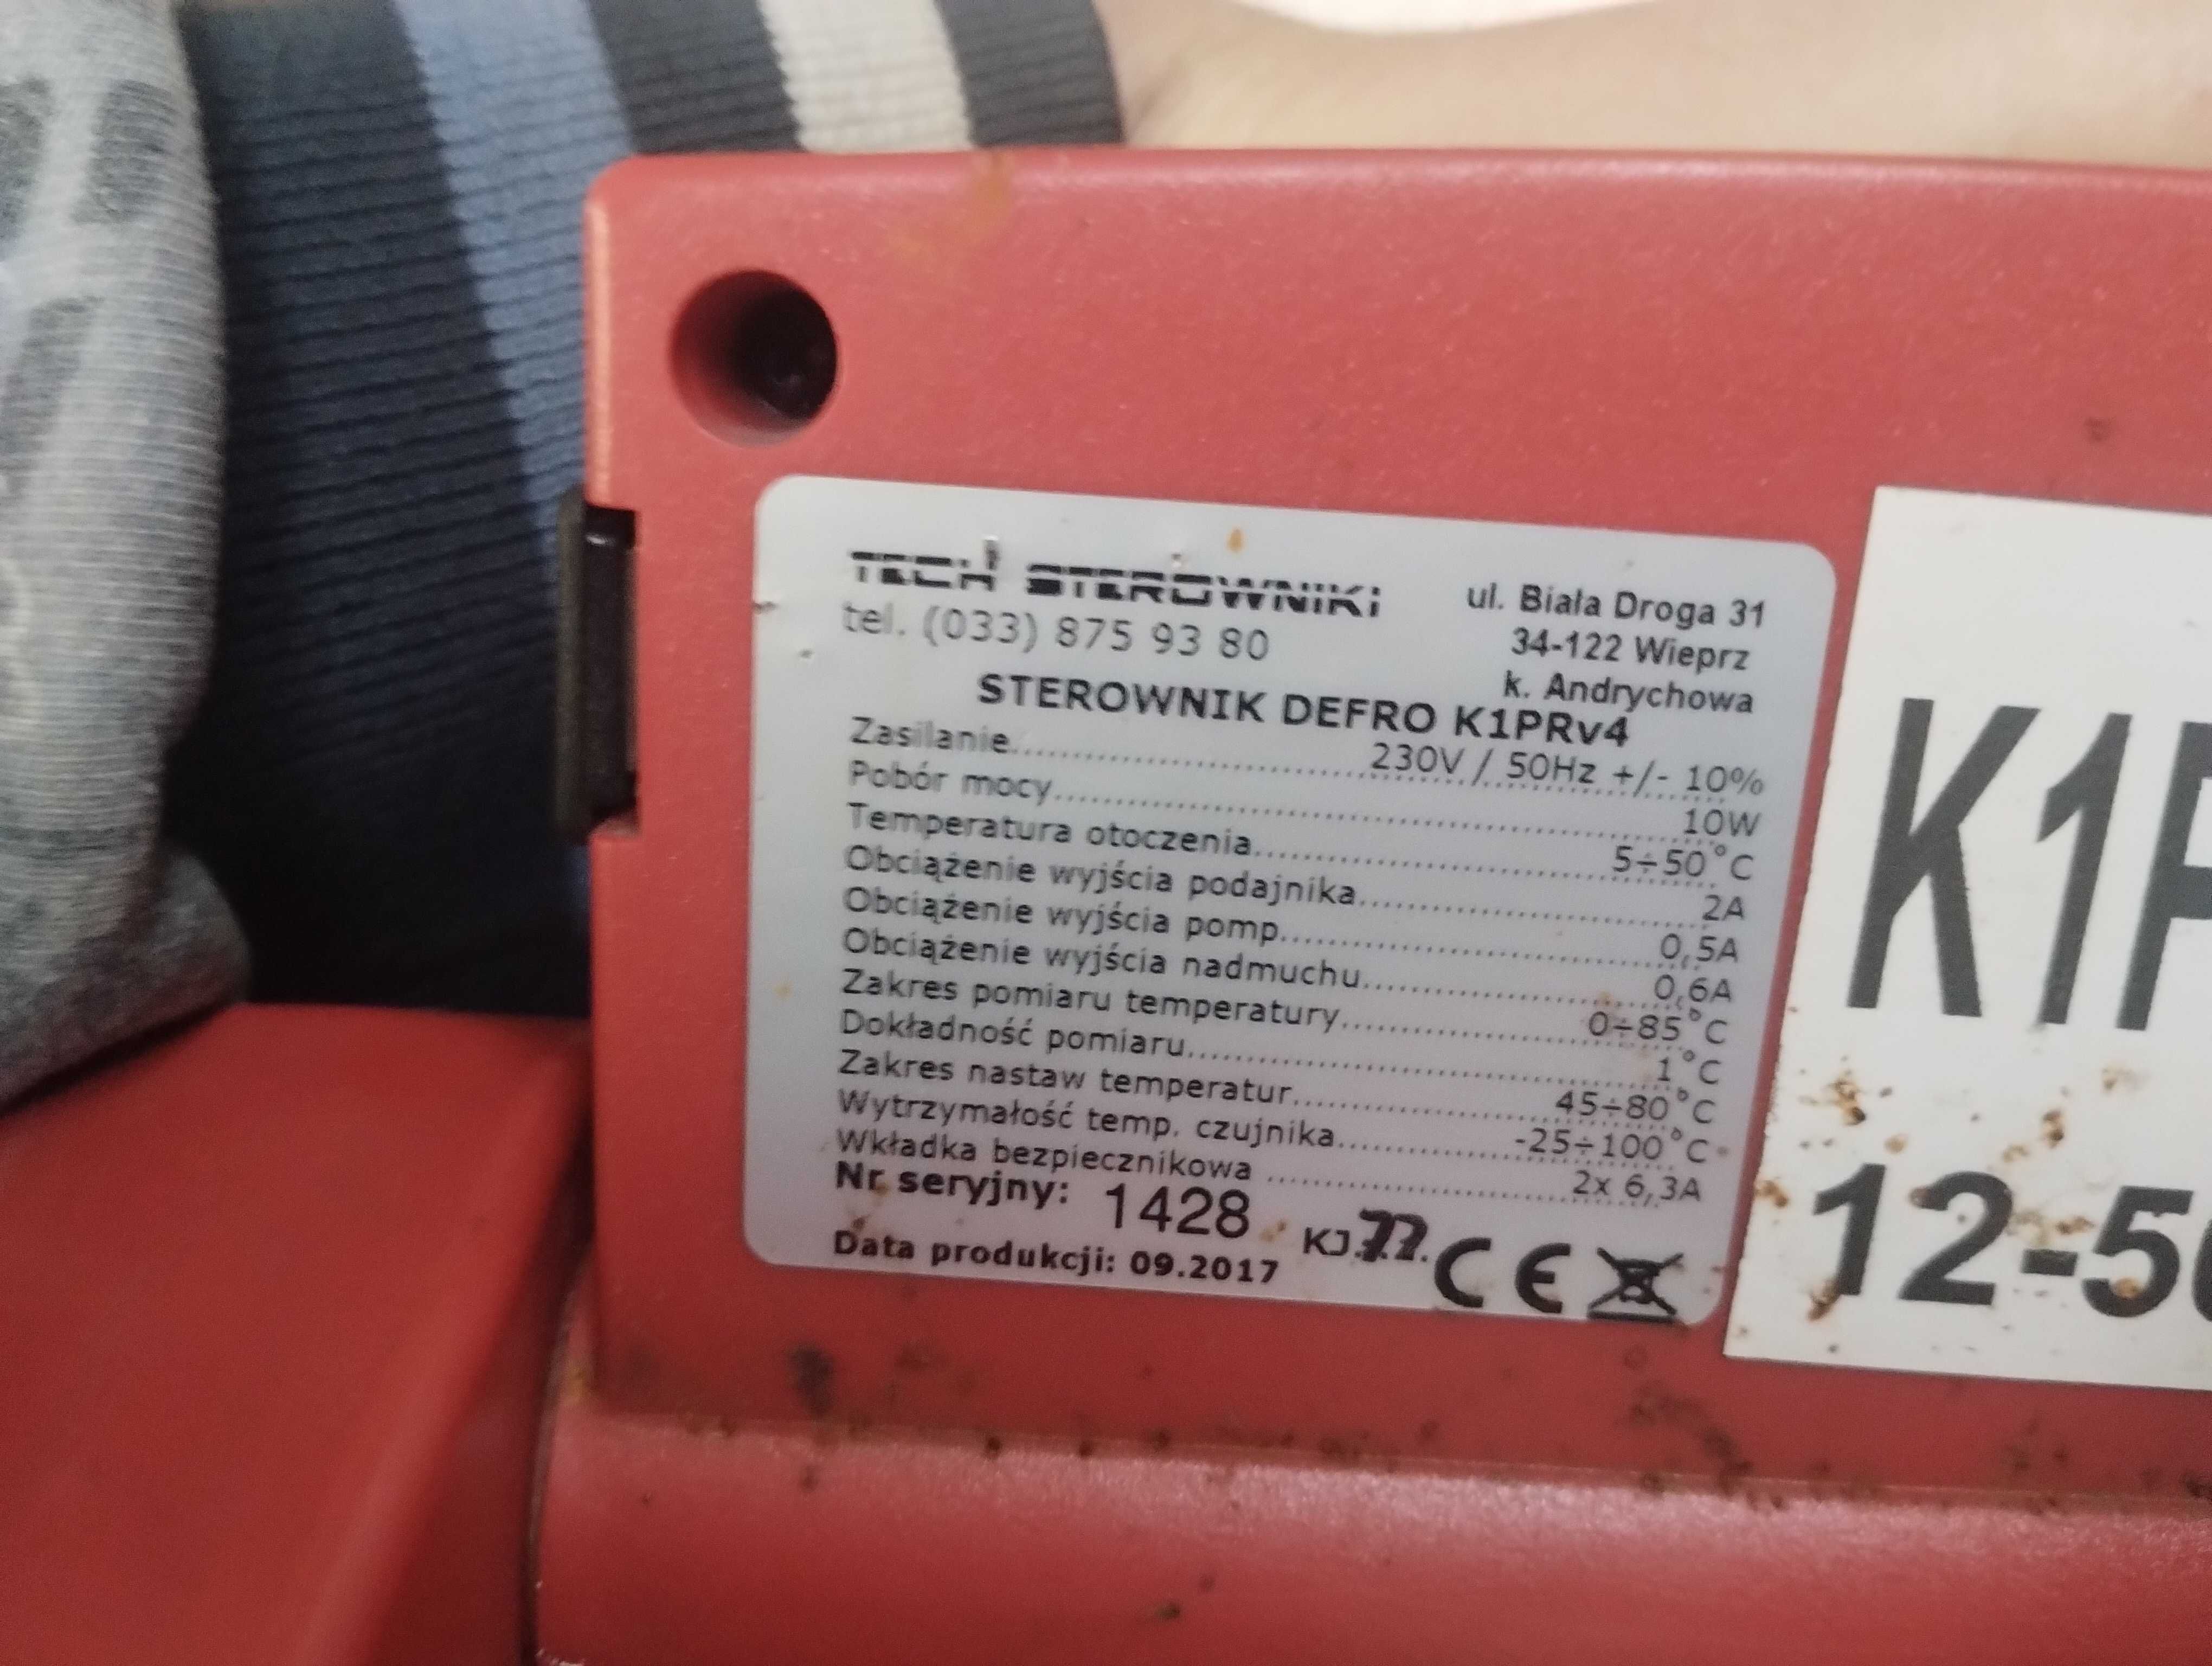 TECH STEROWNIKI
tel. (033) 875 93 80
ul. Biała Droga 31
34-122 Wieprz
k. Andrychowa
STEROWNIK DEFRO K1PRv4
Zasilanie............230V / 50Hz +/- 10%
Pobór mocy............10W
Temperatura otoczenia............5÷50°C
Obciążenie wyjścia podajnika............2A
Obciążenie wyjścia pomp............0,5A
Obciążenie wyjścia nadmuchu............0,6A
Zakres pomiaru temperatury............0÷85°C
Dokładność pomiaru............1°C
Zakres nastaw temperatur............45÷80°C
Wytrzymałość temp. czujnika............-25÷100°C
Wkładka bezpiecznikowa ............2x 6,3A
Nr seryjny: 1428
KJ.77.
Data produkcji: 09.2017
CE
K1P
12-5